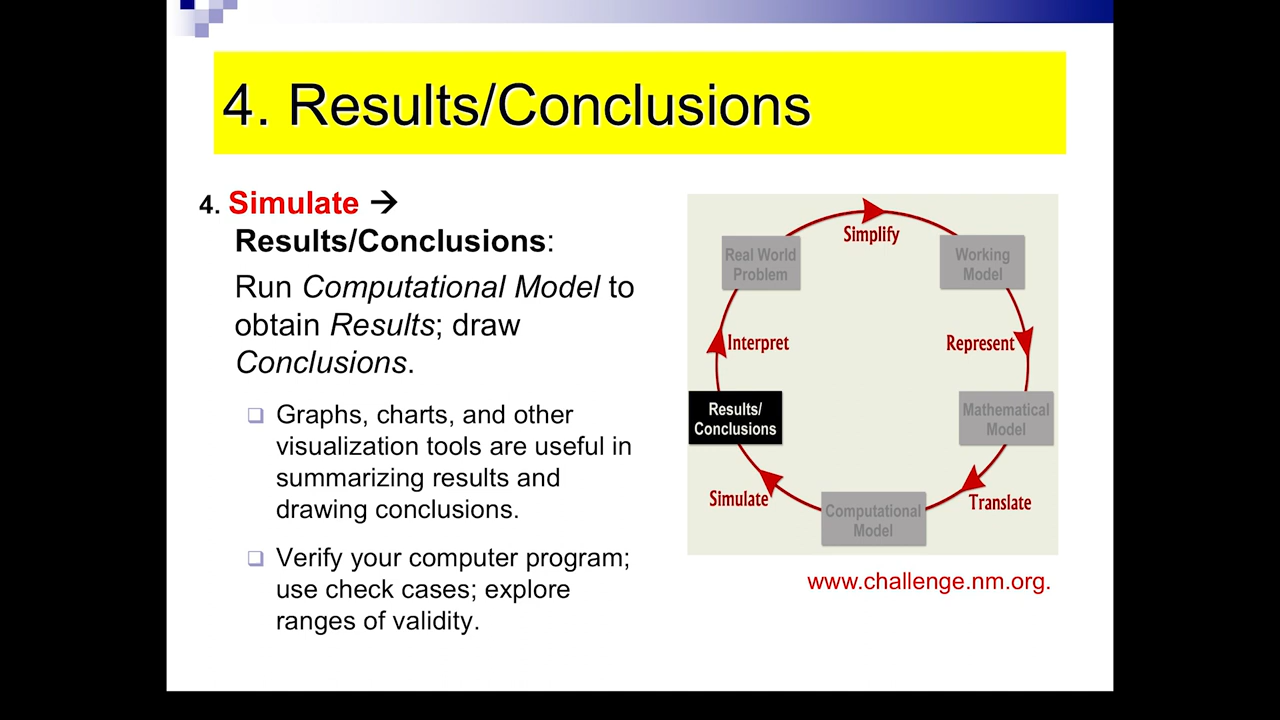 4. Results/Conclusions
4. Simulate →
Results/Conclusions:
Run Computational Model to
obtain Results; draw
Conclusions.
❑ Graphs, charts, and other
visualization tools are useful in
summarizing results and
drawing conclusions.
❑ Verify your computer program;
use check cases; explore
ranges of validity.
Simplify
Real World
Problem
Working
Model
Interpret
Represent
Results/
Conclusions
Mathematical
Model
Simulate
Translate
Computational
Model
www.challenge.nm.org.